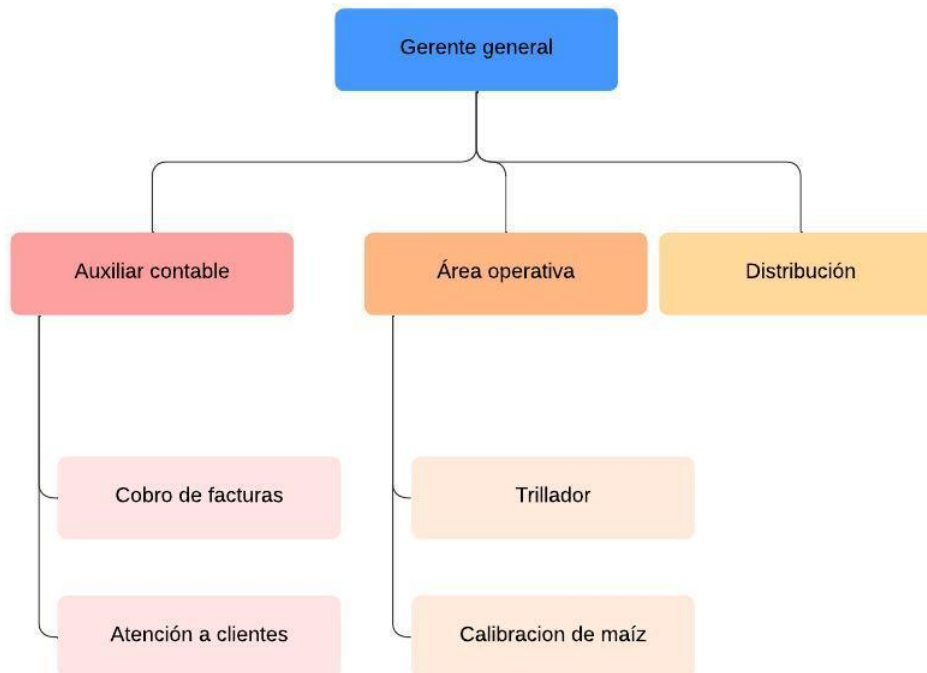 Gerente general
Auxiliar contable
Área operativa
Distribución
Cobro de facturas
Trillador
Atención a clientes
Calibracion de maíz